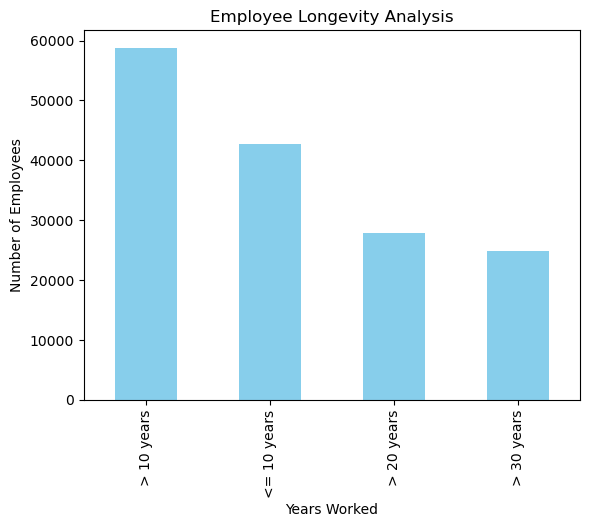 Employee Longevity Analysis
60000
50000
40000
30000
20000
10000
0
Number of Employees
> 10 years
<= 10 years
> 20 years
> 30 years
Years Worked